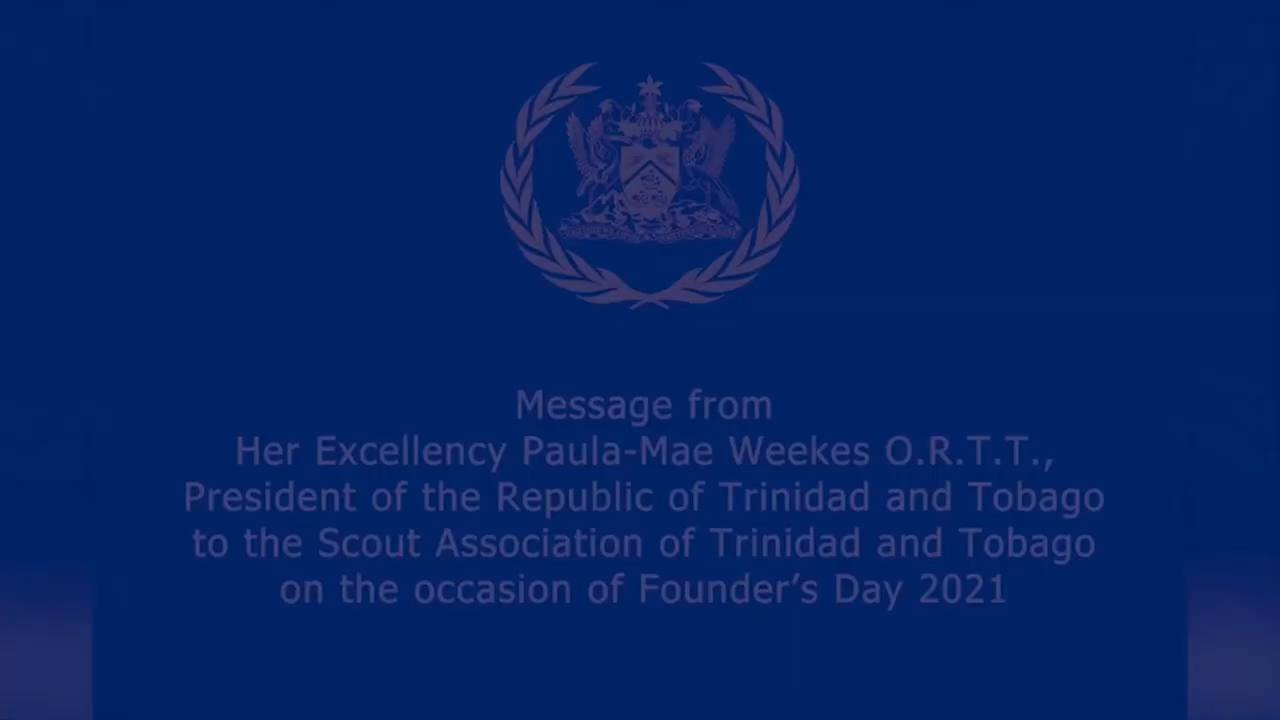 Message from
Her Excellency Paula-Mae Weekes O.R.T.T.,
President of the Republic of Trinidad and Tobago
to the Scout Association of Trinidad and Tobago
on the occasion of Founder’s Day 2021